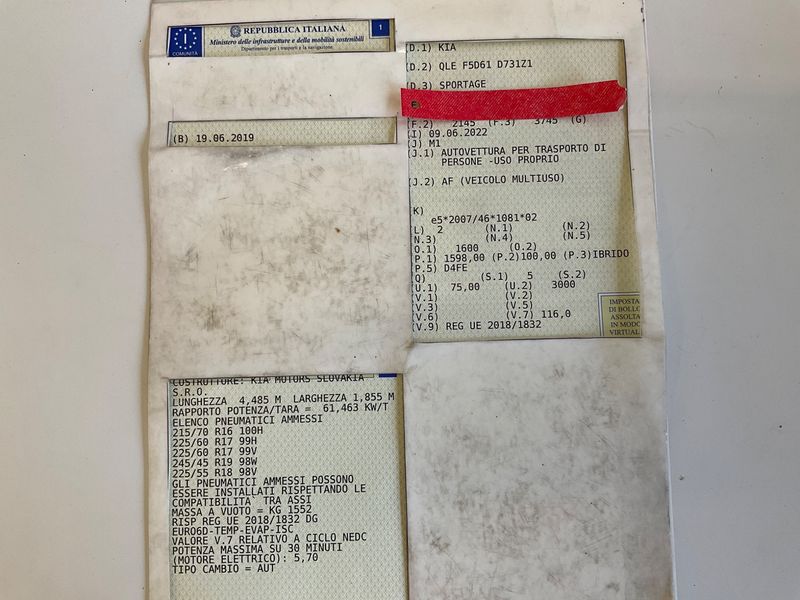 I
COMUNITÀ
REPUBBLICA ITALIANA
1
Ministero delle infrastrutture e della mobilità sostenibili
Dipartimento per i trasporti e la navigazione
(B) 19.06.2019
COSTRUTTORE: KIA MOTORS SLOVAKIA
S.R.O.
LUNGHEZZA 4,485 M LARGHEZZA 1,855 M
RAPPORTO POTENZA/TARA = 61,463 KW/T
ELENCO PNEUMATICI AMMESSI
215/70 R16 100H
225/60 R17 99H
225/60 R17 99V
245/45 R19 98W
225/55 R18 98V
GLI PNEUMATICI AMMESSI POSSONO
ESSERE INSTALLATI RISPETTANDO LE
COMPATIBILITA TRA ASSI
MASSA A VUOTO = KG 1552
RISP REG UE 2018/1832 DG
EURO6D-TEMP-EVAP-ISC
VALORE V.7 RELATIVO A CICLO NEDC
POTENZA MASSIMA SU 30 MINUTI
(MOTORE ELETTRICO): 5,70
TIPO CAMBIO = AUT
(D.1) KIA
(D.2) QLE F5D61 D731Z1
(D.3) SPORTAGE
(F.2) 2145 (F.3) 3745 (G)
(I) 09.06.2022
(J) M1
(J.1) AUTOVETTURA PER TRASPORTO DI
PERSONE -USO PROPRIO
(J.2) AF (VEICOLO MULTIUSO)
(K)
e5*2007/46*1081*02
(L) 2 (N.1) (N.2)
(N.3) (N.4) (N.5)
(O.1) 1600 (O.2)
(P.1) 1598,00 (P.2)100,00 (P.3)IBRIDO
(P.5) D4FE
(Q) (S.1) 5 (S.2)
(U.1) 75,00 (U.2) 3000
(V.1) (V.2)
(V.3) (V.5)
(V.6) (V.7) 116,0
(V.9) REG UE 2018/1832
IMPOSTA
DI BOLLO
ASSOLTA
IN MODO
VIRTUAL